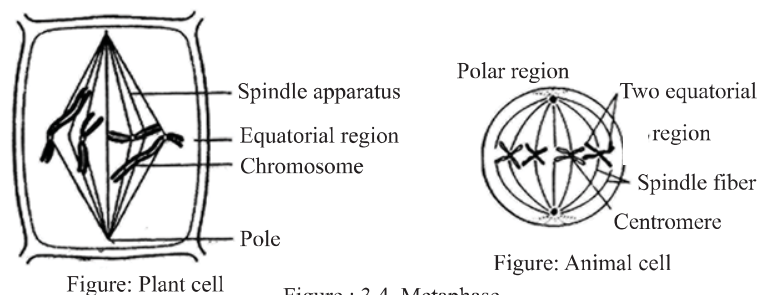 Spindle apparatus
Equatorial region
Chromosome
Pole
Figure: Plant cell
Polar region
Two equatorial
region
Spindle fiber
Centromere
Figure: Animal cell
Figure : 3.4 Metaphase